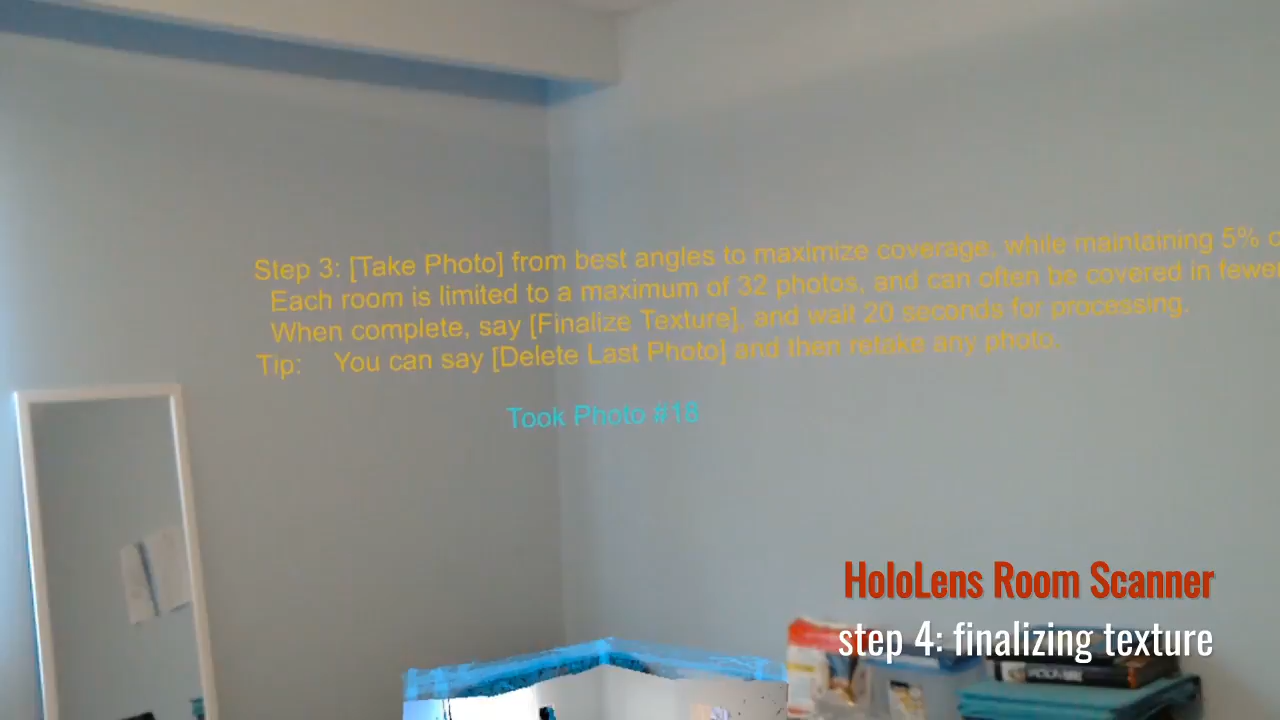 Step 3: [Take Photo] from best angles to maximize coverage, while maintaining 5%
Each room is limited to a maximum of 32 photos, and can often be covered in fewer
When complete, say [Finalize Texture], and wait 20 seconds for processing.
Tip: You can say [Delete Last Photo] and then retake any photo.
Took Photo #18
HoloLens Room Scanner
step 4: finalizing texture